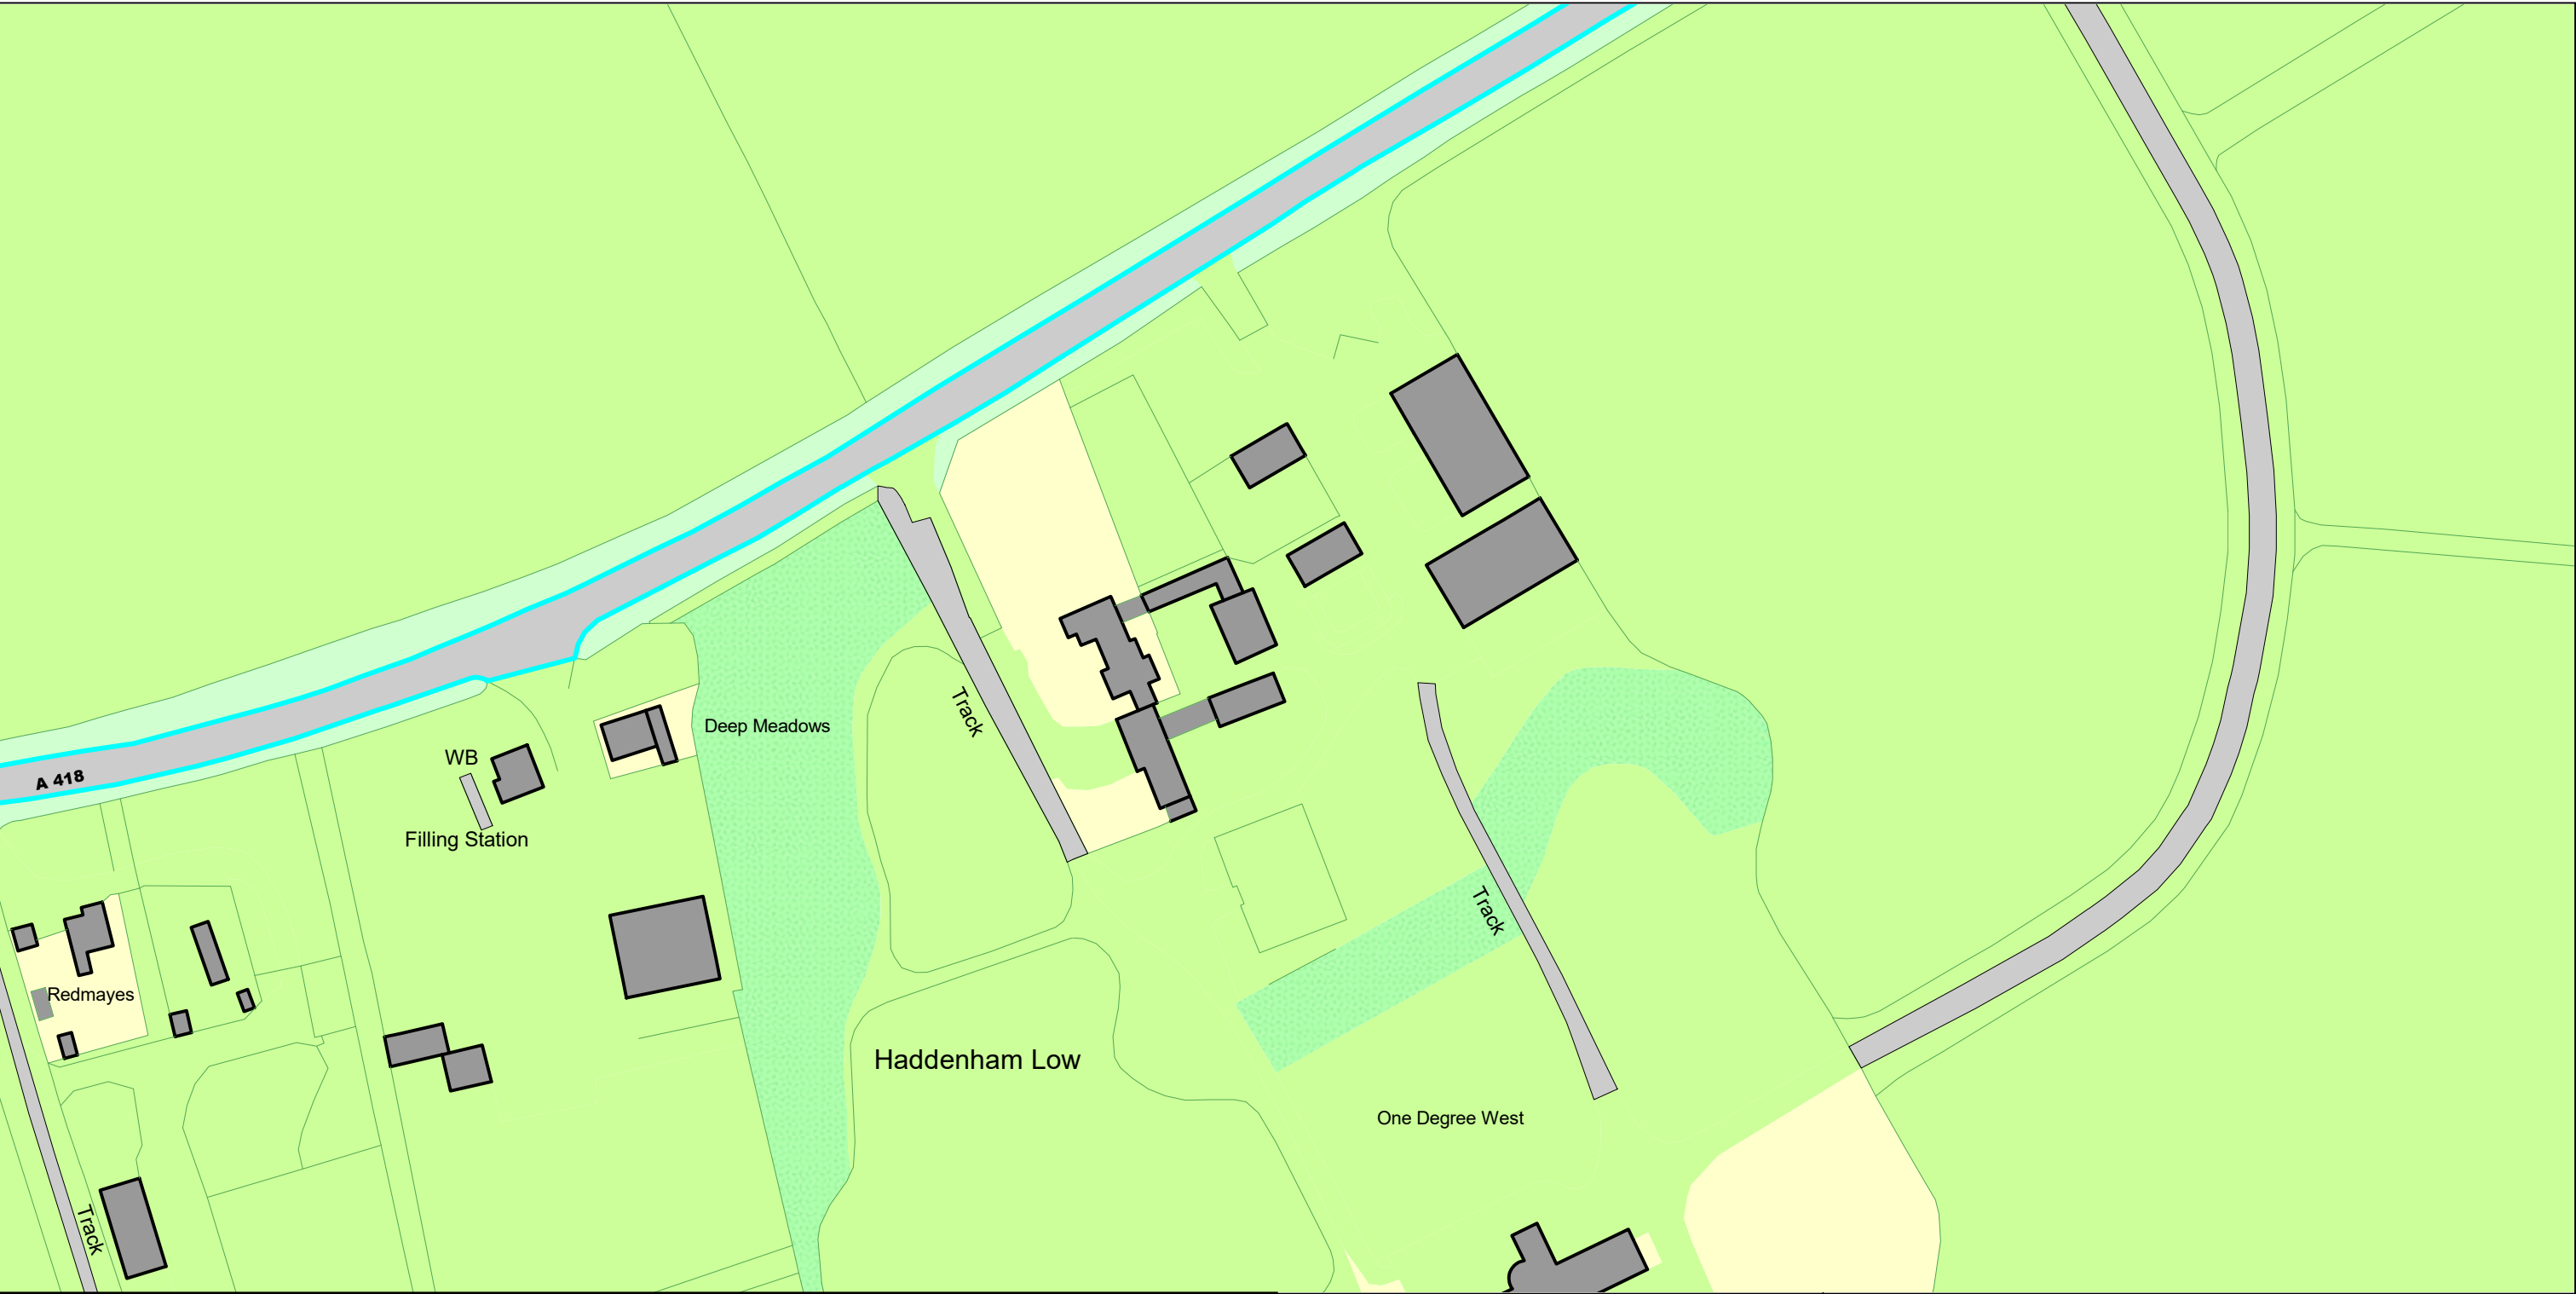 Track
Deep Meadows
WB
A 418
Filling Station
Track
Redmayes
Haddenham Low
One Degree West
Track